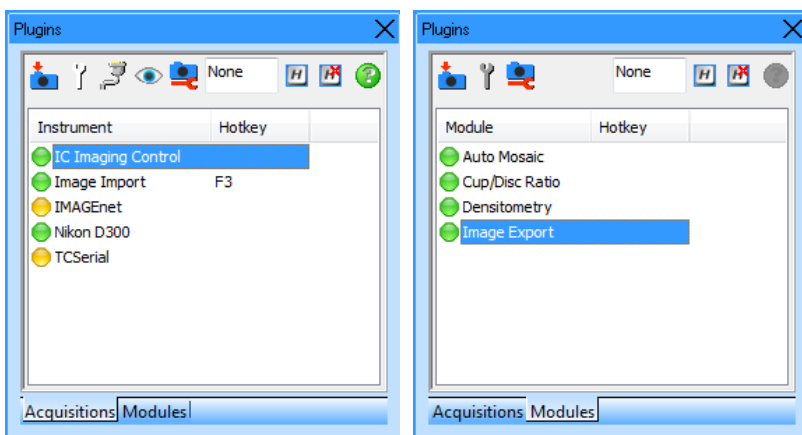 Plugins
None
H H
?
Instrument Hotkey
IC Imaging Control
Image Import F3
IMAGEnet
Nikon D300
TCSerial
Acquisitions Modules
Plugins
None
H H
?
Module Hotkey
Auto Mosaic
Cup/Disc Ratio
Densitometry
Image Export
Acquisitions Modules